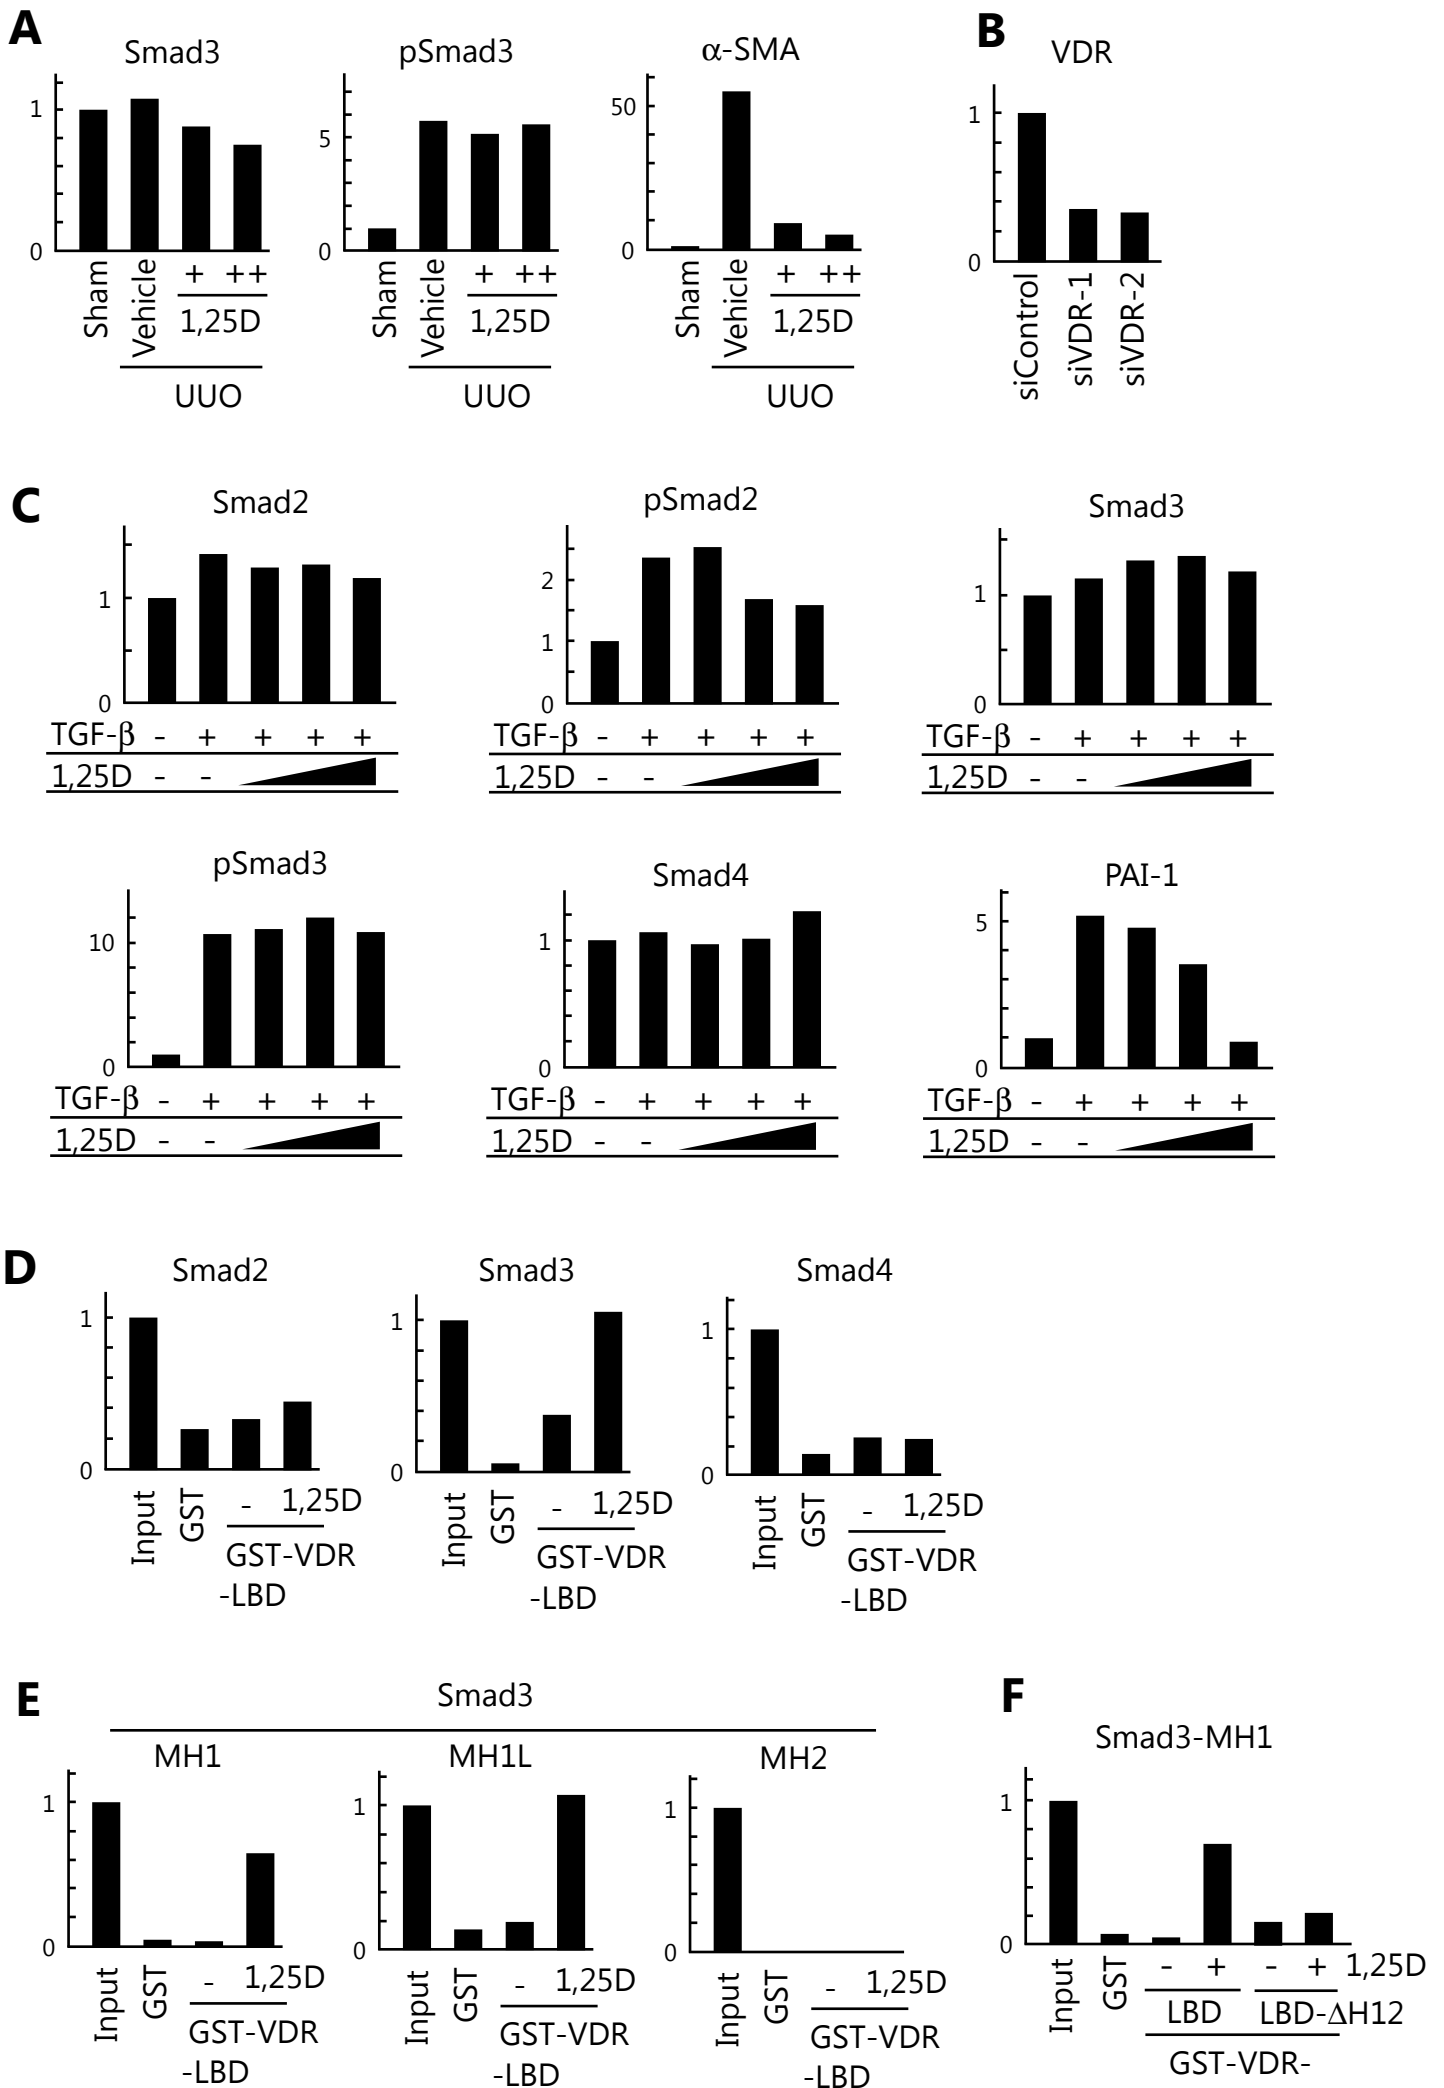 A
Smad3
1
0
Sham
Vehicle
+ ++
1,25D
UUO
pSmad3
5
0
Sham
Vehicle
+ ++
1,25D
UUO
α-SMA
50
0
Sham
Vehicle
+ ++
1,25D
UUO
B
VDR
1
0
siControl
siVDR-1
siVDR-2
C
Smad2
1
0
TGF-β - + + + +
1,25D - -
pSmad2
2
1
0
TGF-β - + + + +
1,25D - -
Smad3
1
0
TGF-β - + + + +
1,25D - -
pSmad3
10
0
TGF-β - + + + +
1,25D - -
Smad4
1
0
TGF-β - + + + +
1,25D - -
PAI-1
5
0
TGF-β - + + + +
1,25D - -
D
Smad2
1
0
Input
GST
- 1,25D
GST-VDR
-LBD
Smad3
1
0
Input
GST
- 1,25D
GST-VDR
-LBD
Smad4
1
0
Input
GST
- 1,25D
GST-VDR
-LBD
E
Smad3
MH1
1
0
Input
GST
- 1,25D
GST-VDR
-LBD
MH1L
1
0
Input
GST
- 1,25D
GST-VDR
-LBD
MH2
1
0
Input
GST
- 1,25D
GST-VDR
-LBD
F
Smad3-MH1
1
0
Input
GST
- + - + 1,25D
LBD LBD-ΔH12
GST-VDR-